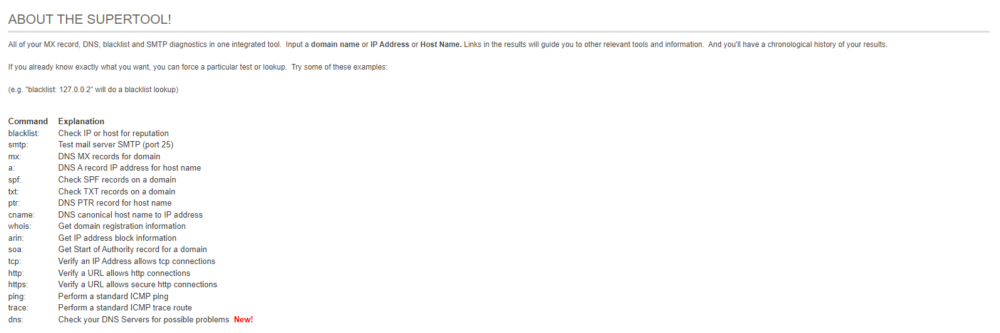 ABOUT THE SUPERTOOL!
All of your MX record, DNS, blacklist and SMTP diagnostics in one integrated tool.  Input a domain name or IP Address or Host Name. Links in the results will guide you to other relevant tools and information.  And you'll have a chronological history of your results.
If you already know exactly what you want, you can force a particular test or lookup.  Try some of these examples:
(e.g. "blacklist: 127.0.0.2" will do a blacklist lookup)
Command Explanation
blacklist: Check IP or host for reputation
smtp: Test mail server SMTP (port 25)
mx: DNS MX records for domain
a: DNS A record IP address for host name
spf: Check SPF records on a domain
txt: Check TXT records on a domain
ptr: DNS PTR record for host name
cname: DNS canonical host name to IP address
whois: Get domain registration information
arin: Get IP address block information
soa: Get Start of Authority record for a domain
tcp: Verify an IP Address allows tcp connections
http: Verify a URL allows http connections
https: Verify a URL allows secure http connections
ping: Perform a standard ICMP ping
trace: Perform a standard ICMP trace route
dns: Check your DNS Servers for possible problems  New!